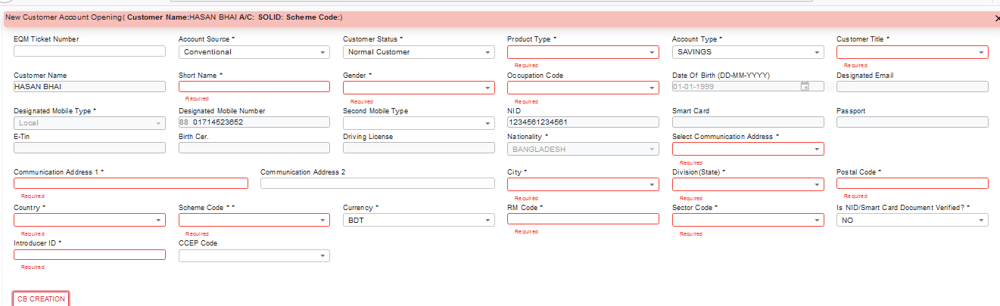 New Customer Account Opening( Customer Name:HASAN BHAI A/C: SOLID: Scheme Code:)
EQM Ticket Number Account Source * Customer Status * Product Type * Account Type * Customer Title *
Conventional Normal Customer SAVINGS
Required Required
Customer Name Short Name * Gender * Occupation Code Date Of Birth (DD-MM-YYYY) Designated Email
HASAN BHAI 01-01-1999
Required Required Required
Designated Mobile Type * Designated Mobile Number Second Mobile Type NID Smart Card Passport
Local 88 01714523652 1234561234561
E-Tin Birth Cer. Driving License Nationality * Select Communication Address *
BANGLADESH
Required
Communication Address 1 * Communication Address 2 City * Division(State) * Postal Code *
Required Required Required Required
Country * Scheme Code * * Currency * RM Code * Sector Code * Is NID/Smart Card Document Verified? *
BDT NO
Required Required Required Required
Introducer ID * CCEP Code
Required
CB CREATION